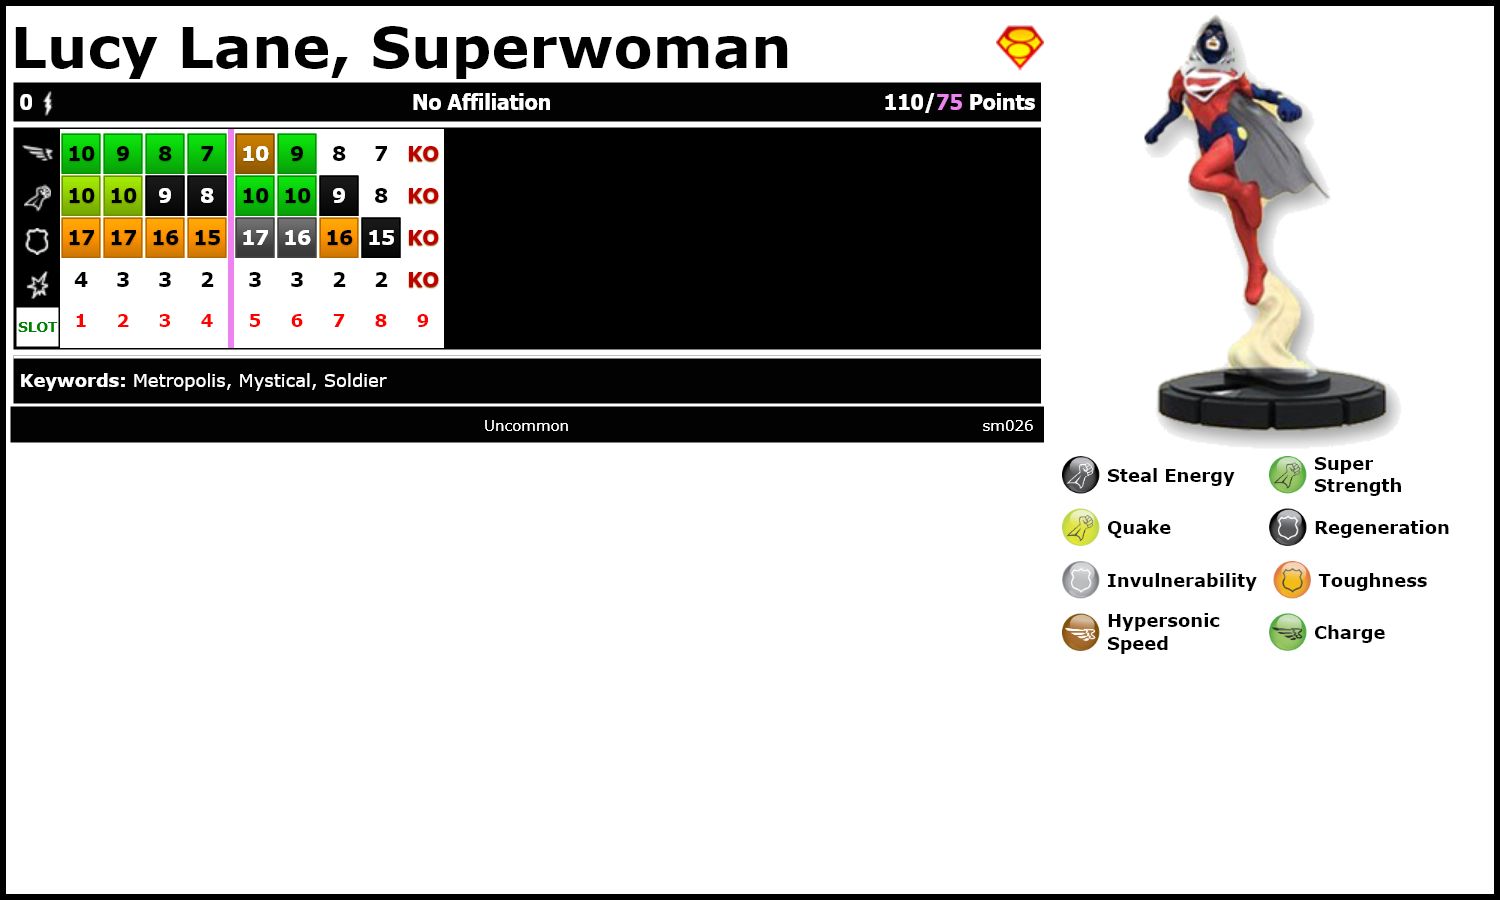 Lucy Lane, Superwoman
0 No Affiliation 110/75 Points
10 9 8 7 10 9 8 7 KO
10 10 9 8 10 10 9 8 KO
17 17 16 15 17 16 16 15 KO
4 3 3 2 3 3 2 2 KO
SLOT 1 2 3 4 5 6 7 8 9
Keywords: Metropolis, Mystical, Soldier
Uncommon sm026
Steal Energy
Super
Strength
Quake
Regeneration
Invulnerability
Toughness
Hypersonic
Speed
Charge